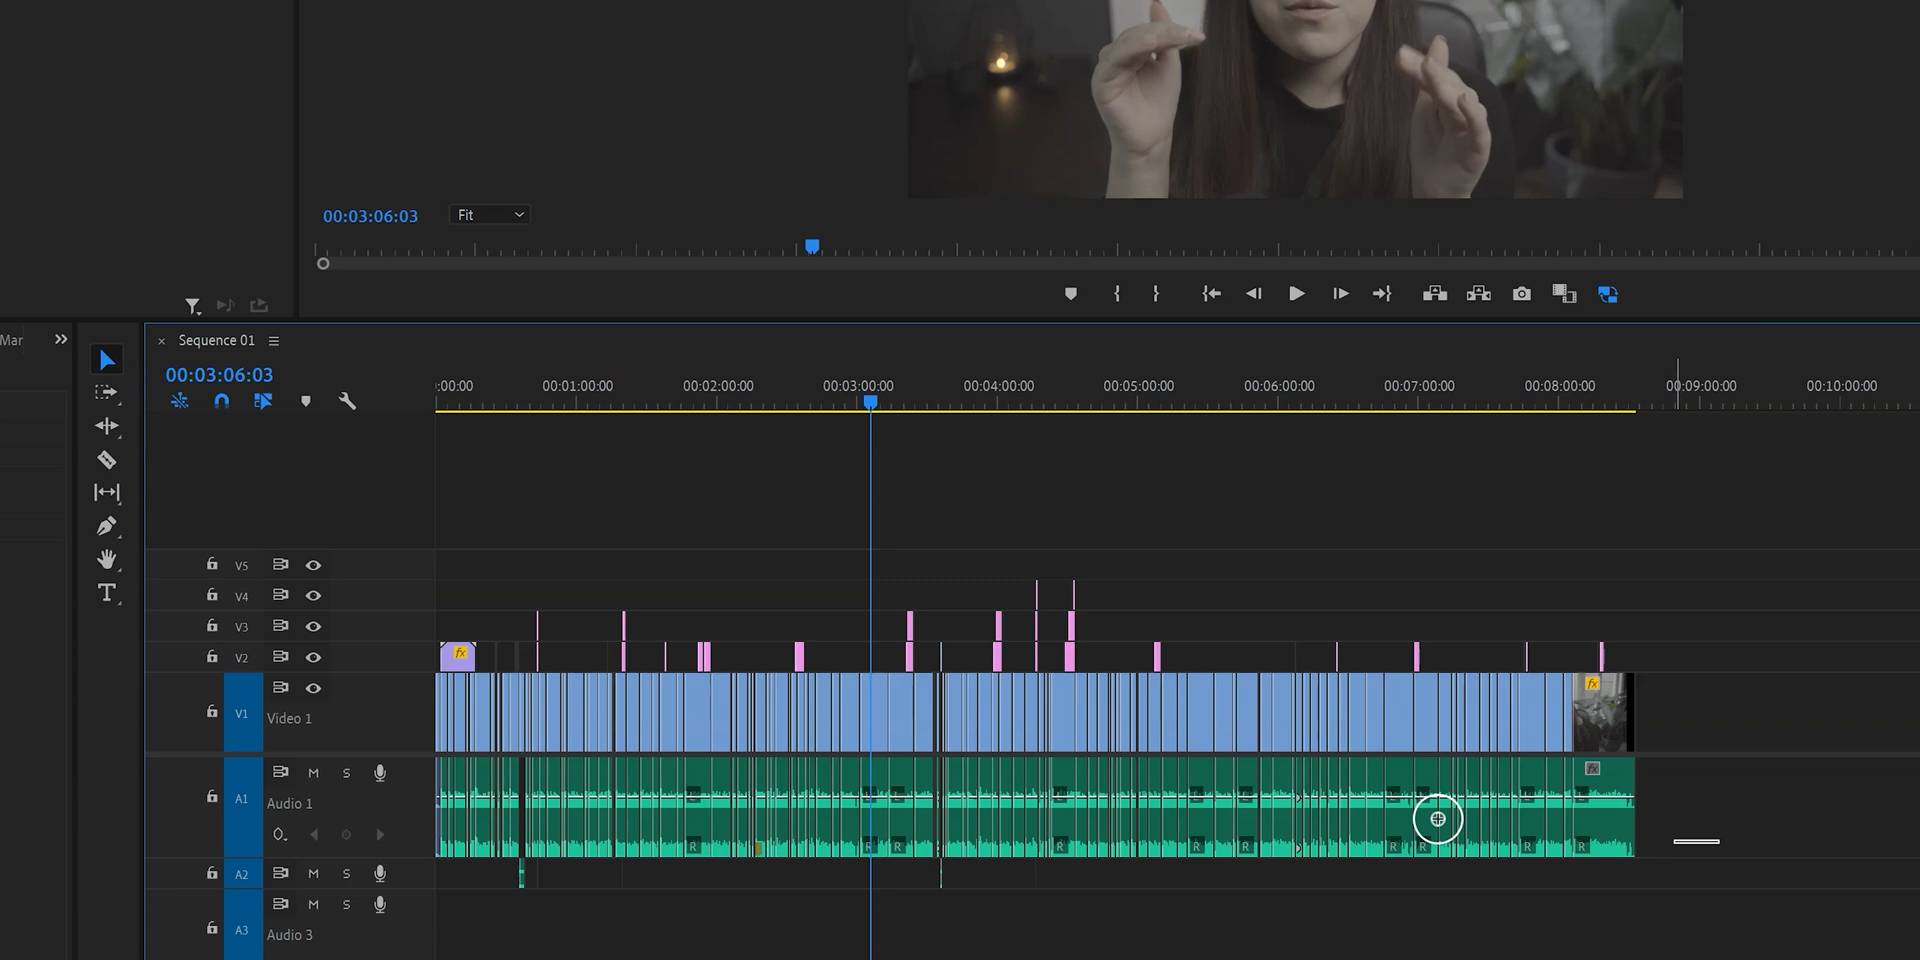 00:03:06:03
Fit
Mar
Sequence 01
00:03:06:03
:00:00
00:01:00:00
00:02:00:00
00:03:00:00
00:04:00:00
00:05:00:00
00:06:00:00
00:07:00:00
00:08:00:00
00:09:00:00
00:10:00:00
V5
V4
V3
V2
fx
V1
Video 1
fx
A1
M
S
Audio 1
fx
L
L
L
L
L
L
L
L
L
L
R
R
R
R
R
R
R
R
R
R
A2
M
S
A3
M
S
Audio 3